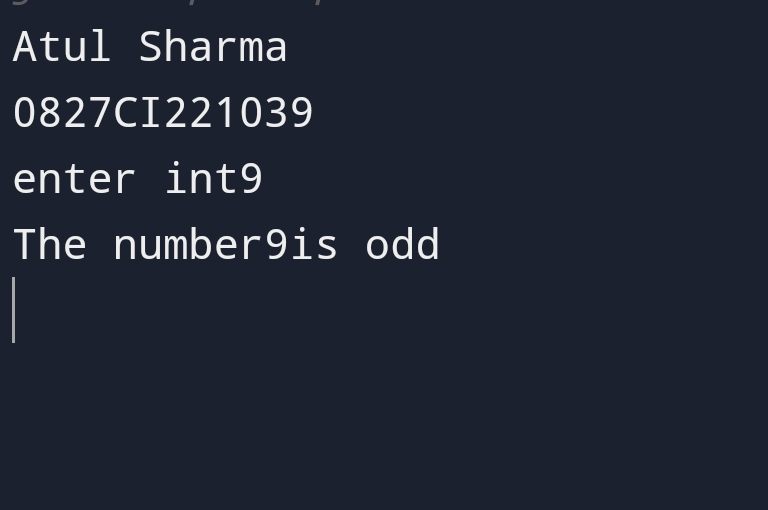 Atul Sharma
0827CI221039
enter int9
The number9is odd